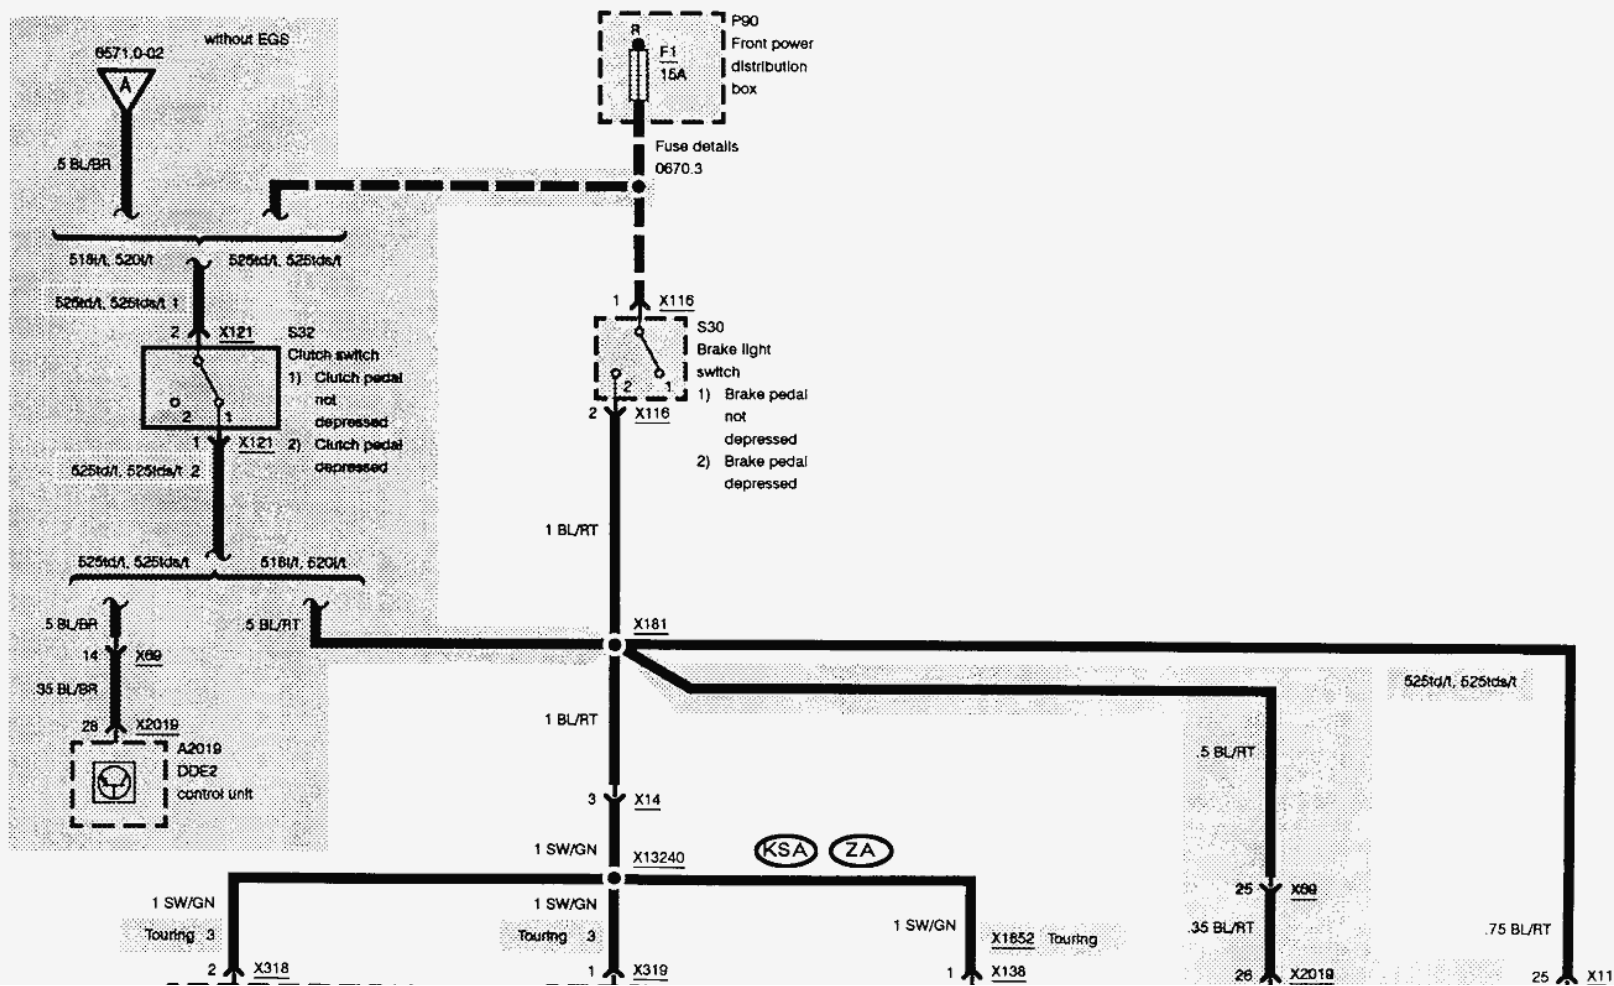 without EGS
0571.0-02
A
.5 BL/BR
518i/t, 520i/t
525td/t, 525tds/t
525td/t, 525tds/t 1
2
X121
S32
Clutch switch
1) Clutch pedal
not
depressed
2) Clutch pedal
depressed
2
1
1
X121
525td/t, 525tds/t 2
525td/t, 525tds/t
518i/t, 520i/t
.5 BL/BR
.5 BL/RT
14
X69
.35 BL/BR
28
X2019
A2019
DDE2
control unit
P90
Front power
distribution
box
R
F1
15A
Fuse details
0670.3
1
X116
S30
Brake light
switch
1) Brake pedal
not
depressed
2) Brake pedal
depressed
2
1
2
X116
1 BL/RT
X181
525td/t, 525tds/t
1 BL/RT
.5 BL/RT
3
X14
1 SW/GN
X13240
KSA
ZA
25
X69
1 SW/GN
1 SW/GN
1 SW/GN
.35 BL/RT
.75 BL/RT
Touring 3
Touring 3
X1852 Touring
2
X318
1
X319
1
X138
26
X2019
25
X11